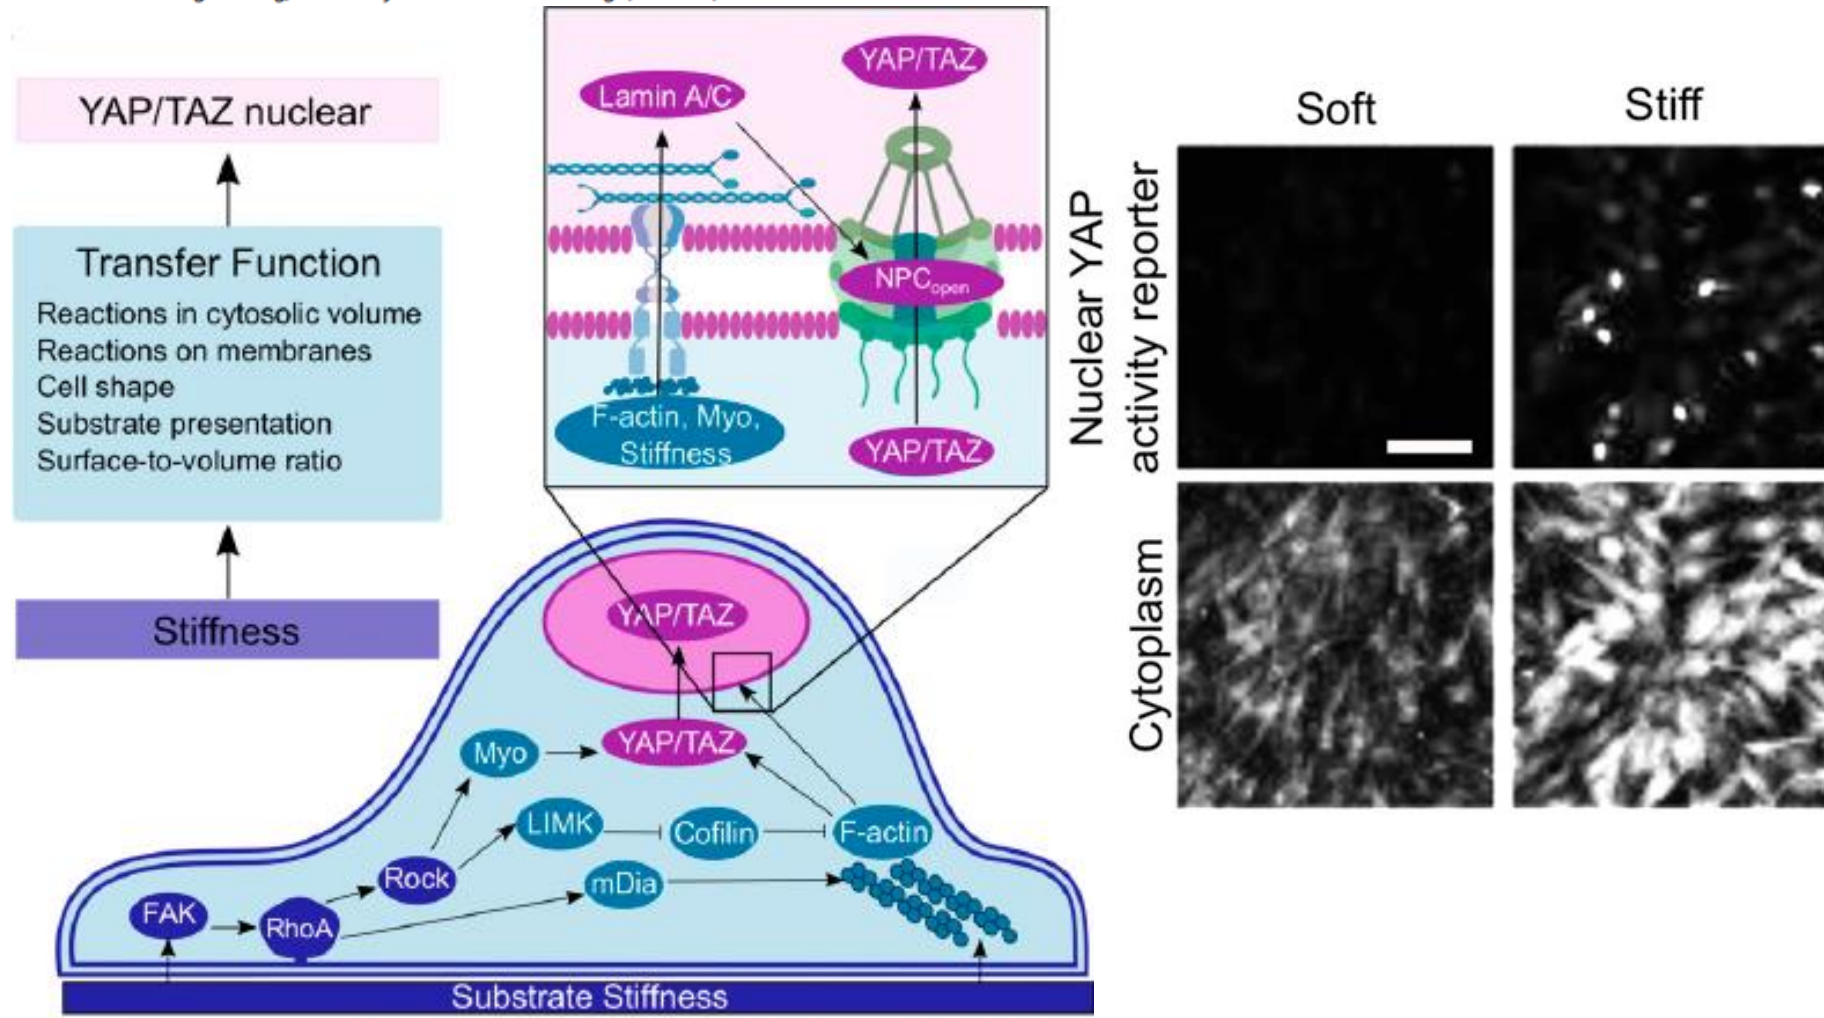 YAP/TAZ nuclear
Transfer Function
Reactions in cytosolic volume
Reactions on membranes
Cell shape
Substrate presentation
Surface-to-volume ratio
Stiffness
YAP/TAZ
Lamin A/C
NPCopen
F-actin, Myo,
Stiffness
YAP/TAZ
YAP/TAZ
YAP/TAZ
Myo
LIMK
Cofilin
F-actin
Rock
mDia
FAK
RhoA
Substrate Stiffness
Soft
Stiff
Nuclear YAP
activity reporter
Cytoplasm